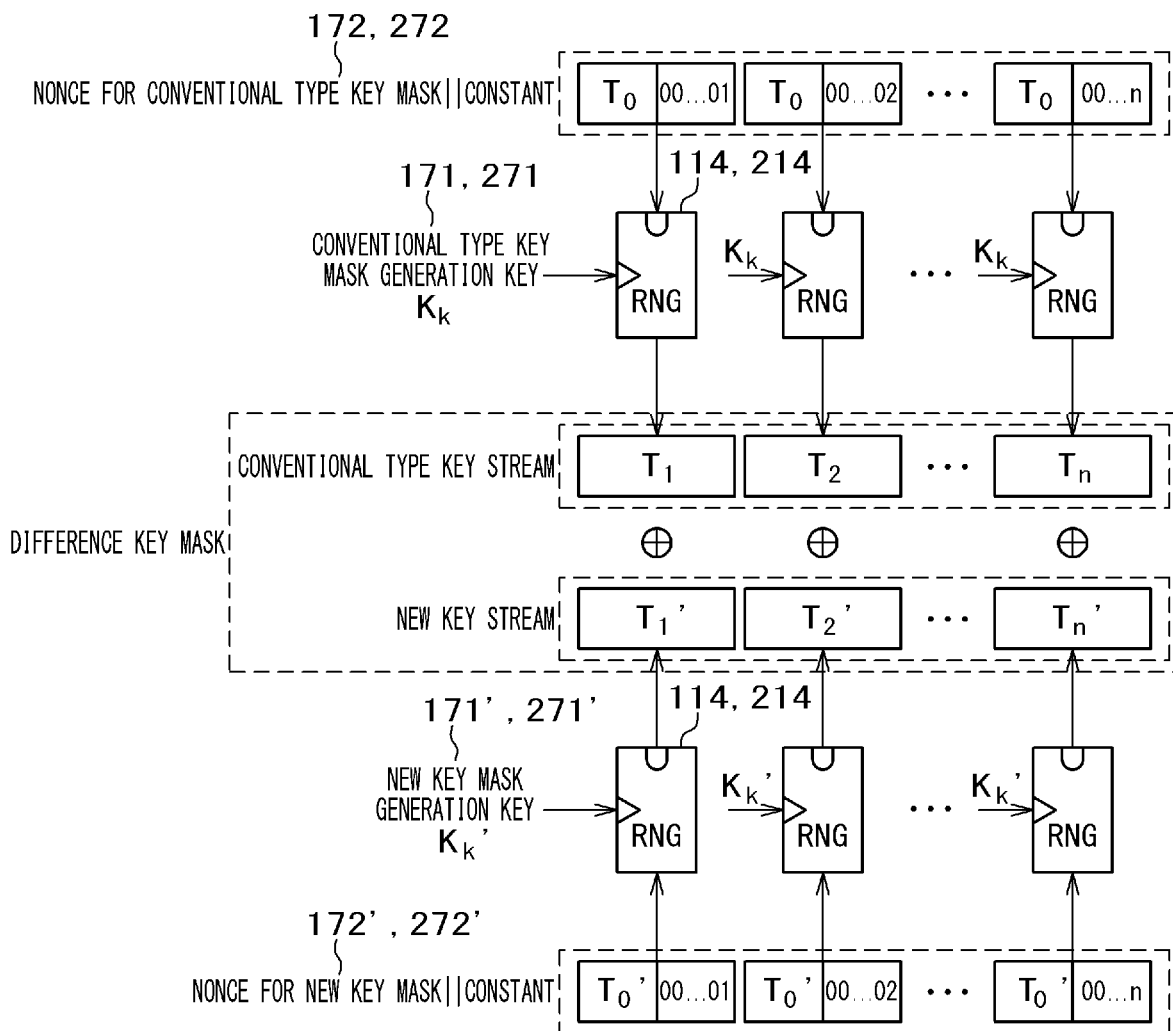 172, 272
NONCE FOR CONVENTIONAL TYPE KEY MASK||CONSTANT T0 00...01 T0 00...02 ... T0 00...n
171, 271 114, 214
CONVENTIONAL TYPE KEY
MASK GENERATION KEY
Kk
RNG Kk RNG ... Kk RNG
CONVENTIONAL TYPE KEY STREAM T1 T2 ... Tn
DIFFERENCE KEY MASK ⊕ ⊕ ⊕
NEW KEY STREAM T1' T2' ... Tn'
171', 271' 114, 214
NEW KEY MASK
GENERATION KEY
Kk'
RNG Kk' RNG ... Kk' RNG
172', 272'
NONCE FOR NEW KEY MASK||CONSTANT T0' 00...01 T0' 00...02 ... T0' 00...n